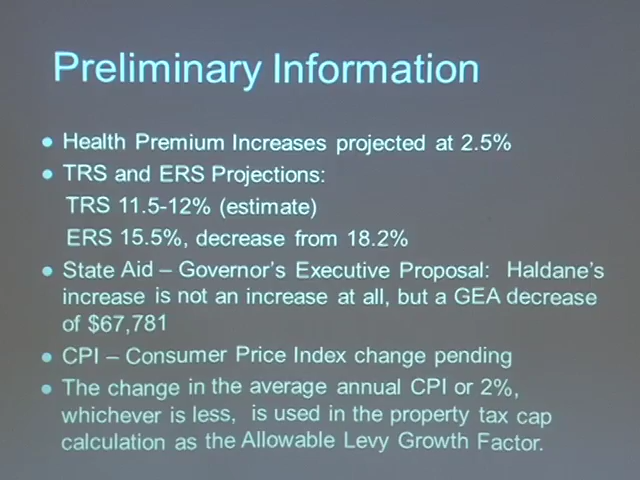 Preliminary Information
• Health Premium Increases projected at 2.5%
• TRS and ERS Projections:
TRS 11.5-12% (estimate)
ERS 15.5%, decrease from 18.2%
• State Aid – Governor's Executive Proposal: Haldane's
increase is not an increase at all, but a GEA decrease
of $67,781
• CPI – Consumer Price Index change pending
• The change in the average annual CPI or 2%,
whichever is less, is used in the property tax cap
calculation as the Allowable Levy Growth Factor.